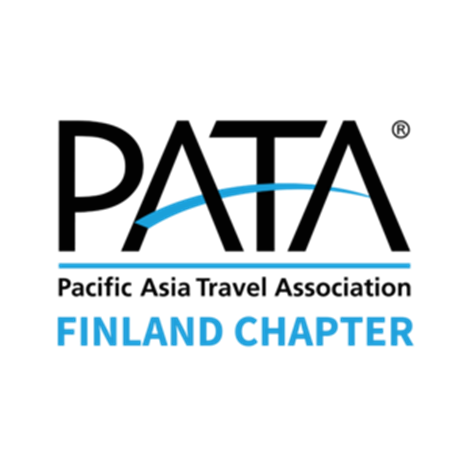 PATA®
Pacific Asia Travel Association
FINLAND CHAPTER